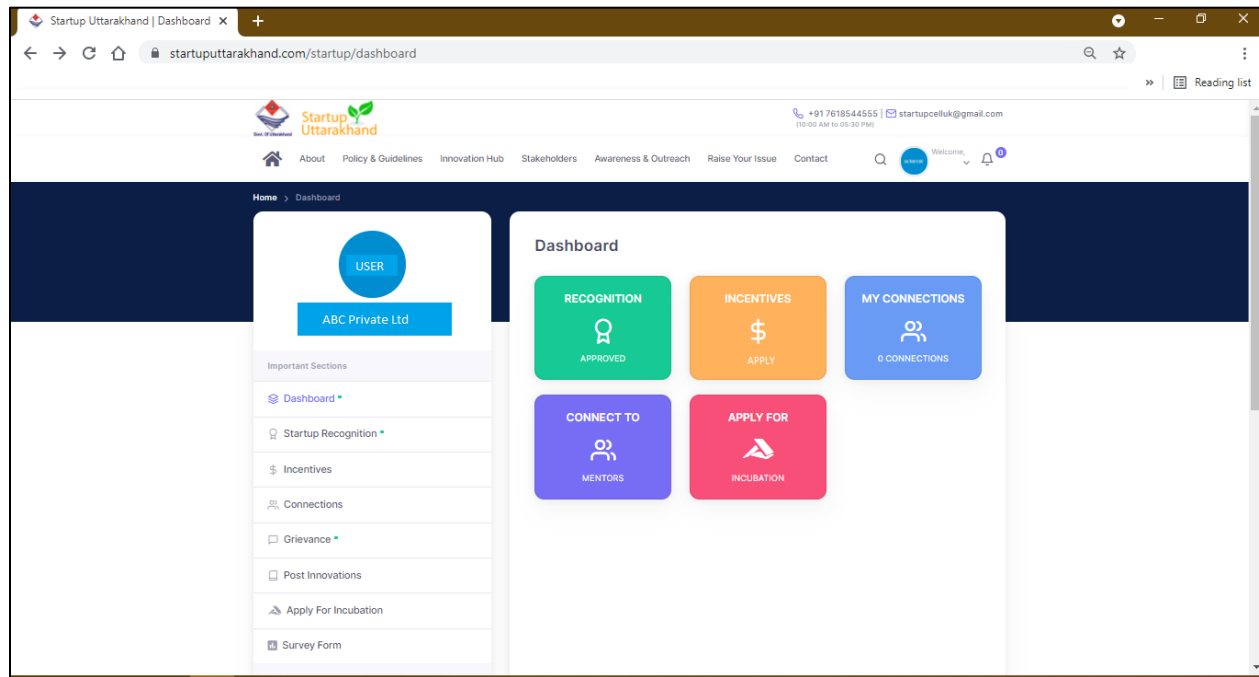 Startup Uttarakhand | Dashboard
startuputtarakhand.com/startup/dashboard
Reading list
Startup
Uttarakhand
+91 7618544555 | startupcelluk@gmail.com
(10:00 AM to 05:30 PM)
About Policy & Guidelines Innovation Hub Stakeholders Awareness & Outreach Raise Your Issue Contact Welcome, 0
Home > Dashboard
USER
ABC Private Ltd
Important Sections
Dashboard
Startup Recognition
Incentives
Connections
Grievance
Post Innovations
Apply For Incubation
Survey Form
Dashboard
RECOGNITION
APPROVED
INCENTIVES
APPLY
MY CONNECTIONS
0 CONNECTIONS
CONNECT TO
MENTORS
APPLY FOR
INCUBATION